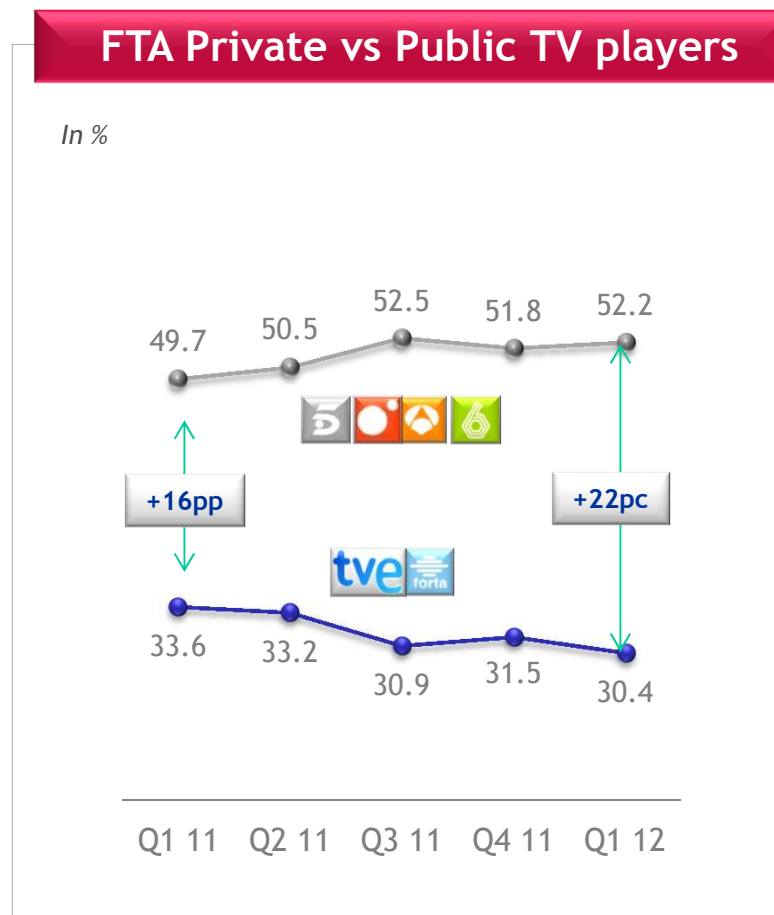 FTA Private vs Public TV players
In %
49.7 50.5 52.5 51.8 52.2
5 6
+16pp +22pc
tve forta
33.6 33.2 30.9 31.5 30.4
Q1 11 Q2 11 Q3 11 Q4 11 Q1 12